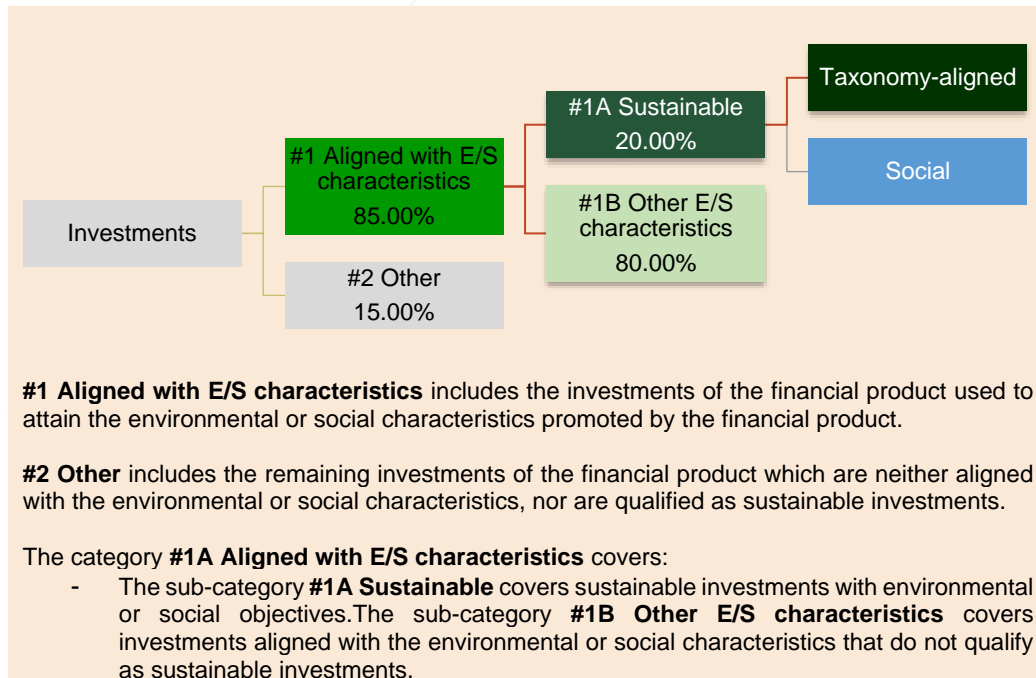 Taxonomy-aligned
#1A Sustainable
20.00%
#1 Aligned with E/S
characteristics
85.00%
Social
#1B Other E/S
characteristics
80.00%
Investments
#2 Other
15.00%
#1 Aligned with E/S characteristics includes the investments of the financial product used to
attain the environmental or social characteristics promoted by the financial product.
#2 Other includes the remaining investments of the financial product which are neither aligned
with the environmental or social characteristics, nor are qualified as sustainable investments.
The category #1A Aligned with E/S characteristics covers:
- The sub-category #1A Sustainable covers sustainable investments with environmental
or social objectives.The sub-category #1B Other E/S characteristics covers
investments aligned with the environmental or social characteristics that do not qualify
as sustainable investments.